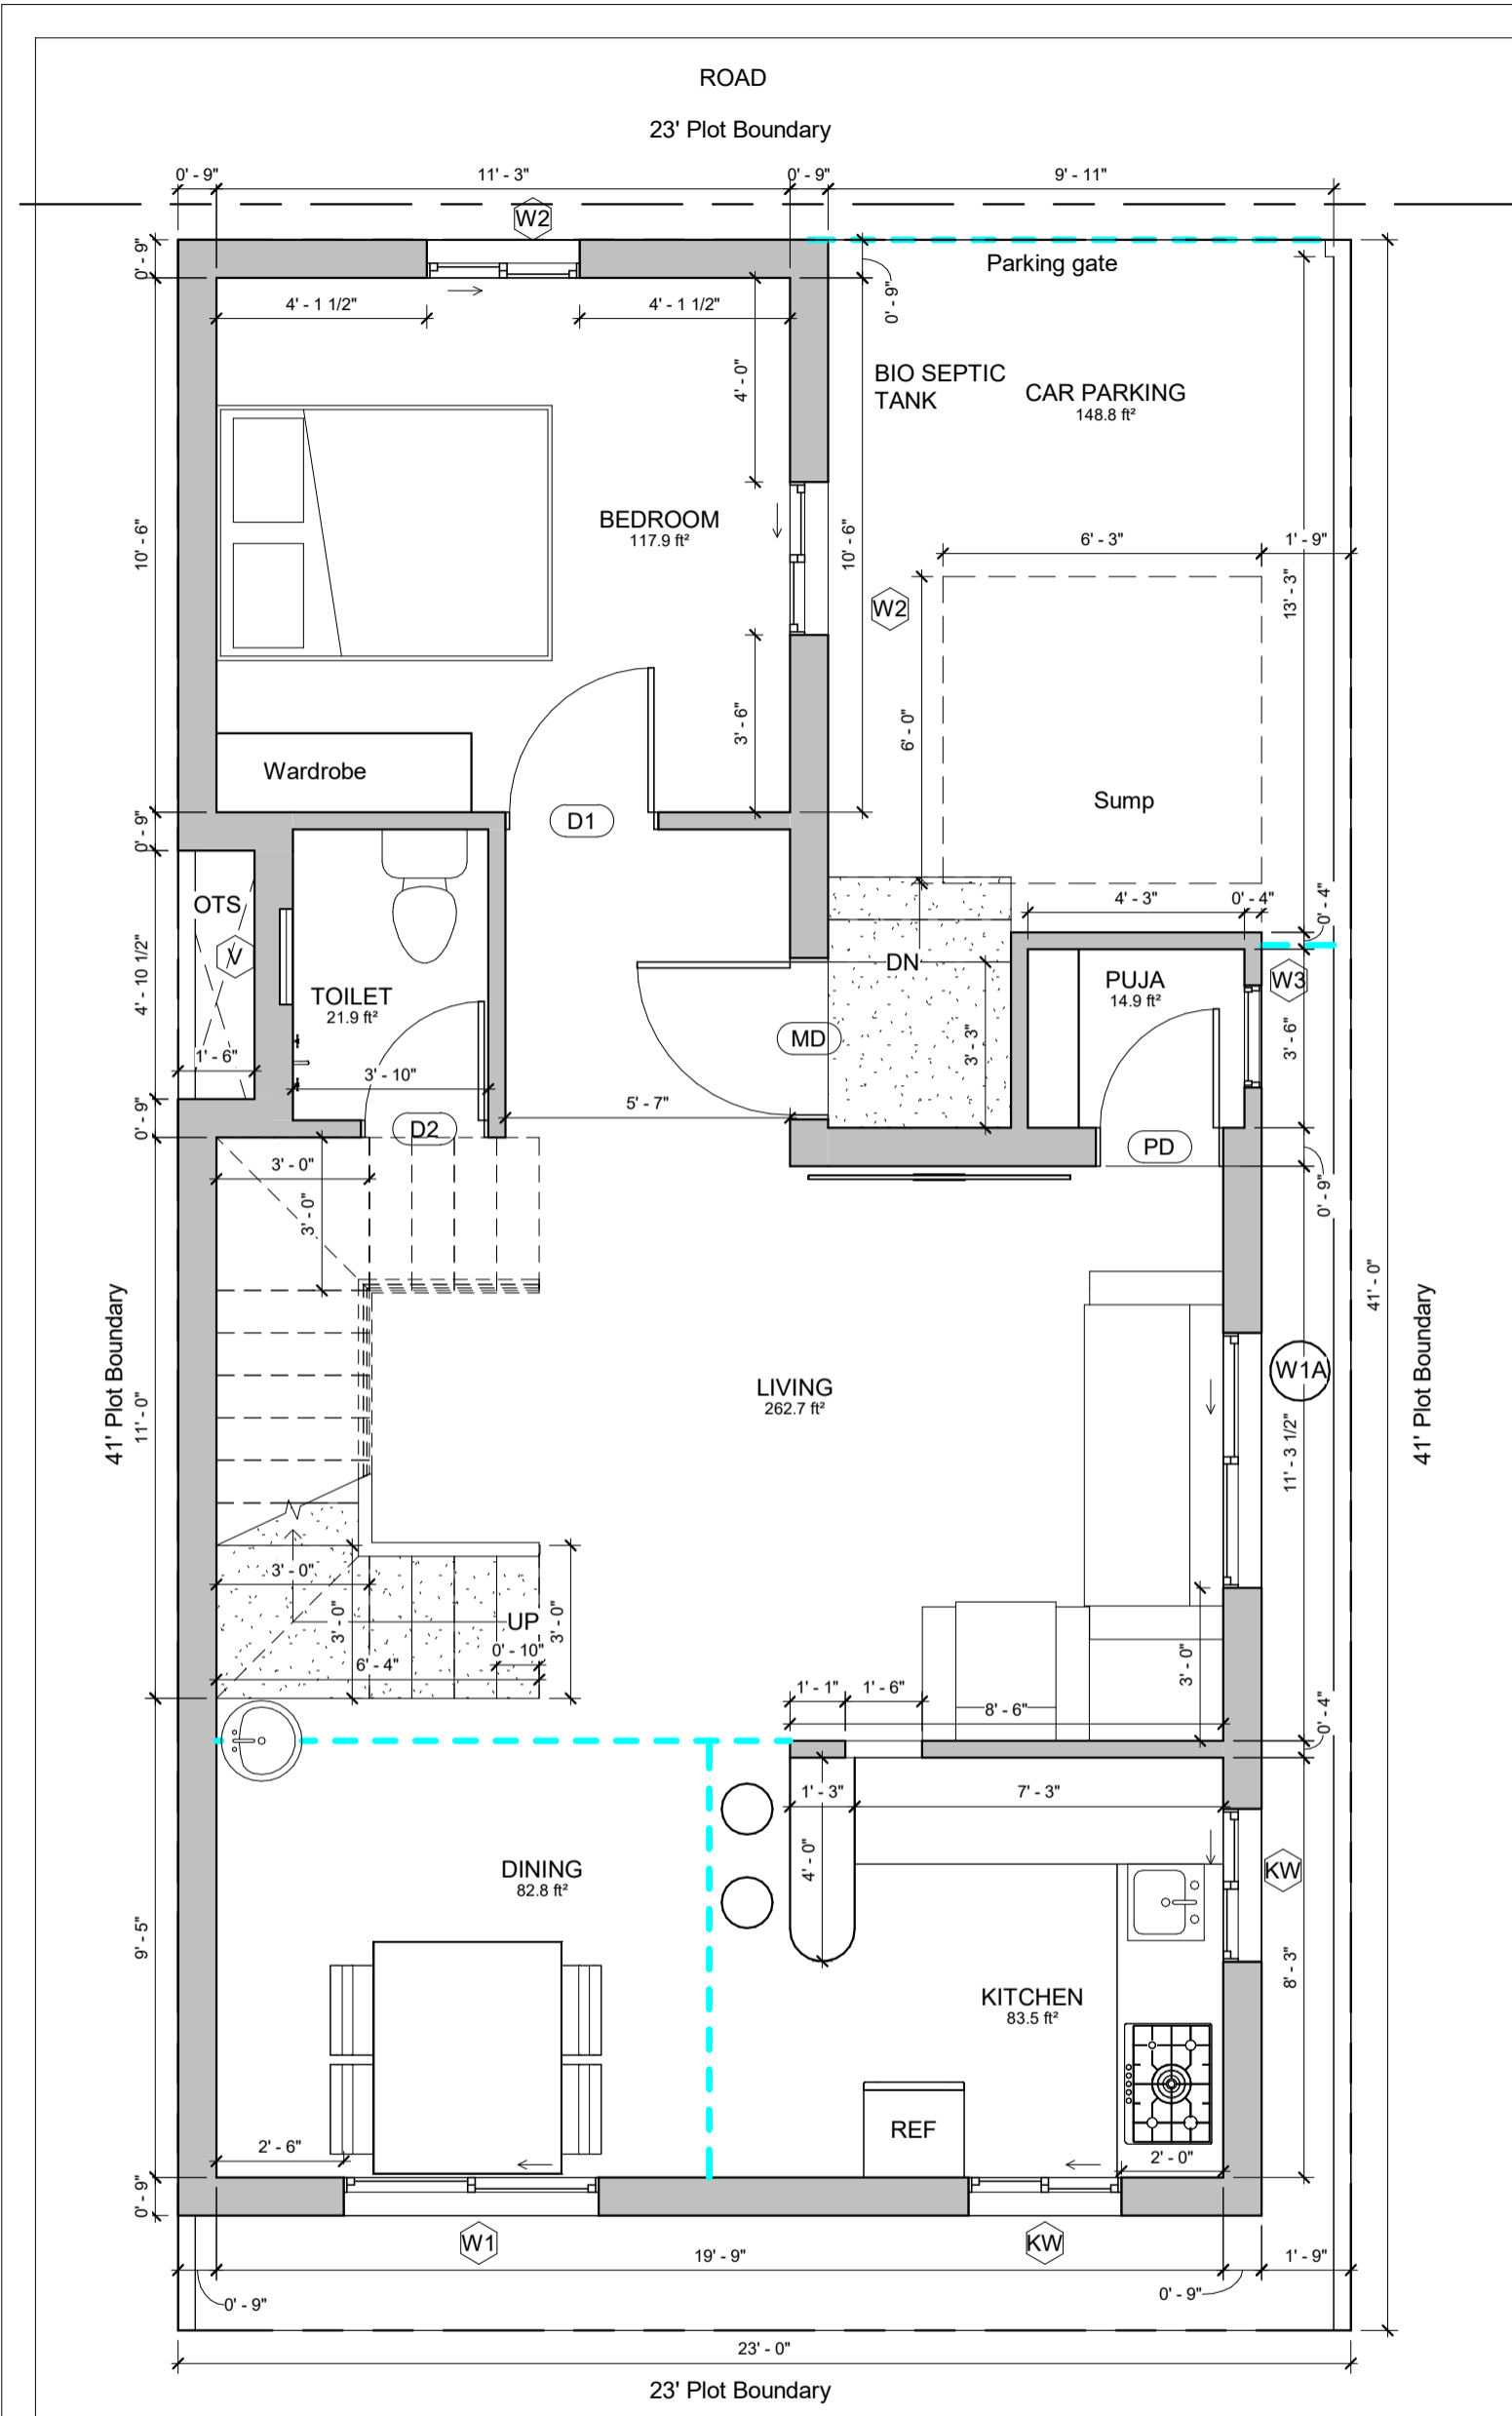 ROAD
23' Plot Boundary
0' - 9"
11' - 3"
0' - 9"
9' - 11"
W2
0' - 9"
Parking gate
4' - 1 1/2"
4' - 1 1/2"
0' - 9"
4' - 0"
BIO SEPTIC
TANK
CAR PARKING
148.8 ft²
BEDROOM
117.9 ft²
10' - 6"
10' - 6"
6' - 3"
1' - 9"
13' - 3"
W2
3' - 6"
6' - 0"
Wardrobe
Sump
D1
0' - 9"
OTS
4' - 3"
0' - 4"
0' - 4"
V
DN
PUJA
14.9 ft²
W3
TOILET
21.9 ft²
4' - 10 1/2"
MD
3' - 3"
3' - 6"
1' - 6"
3' - 10"
5' - 7"
0' - 9"
D2
PD
3' - 0"
3' - 0"
0' - 9"
41' - 0"
41' Plot Boundary
41' Plot Boundary
W1A
LIVING
262.7 ft²
11' - 0"
11' - 3 1/2"
3' - 0"
3' - 0"
UP
3' - 0"
0' - 10"
6' - 4"
3' - 0"
1' - 1"
1' - 6"
8' - 6"
0' - 4"
1' - 3"
7' - 3"
4' - 0"
DINING
82.8 ft²
KW
9' - 5"
8' - 3"
KITCHEN
83.5 ft²
REF
2' - 6"
2' - 0"
0' - 9"
W1
KW
19' - 9"
1' - 9"
0' - 9"
0' - 9"
23' - 0"
23' Plot Boundary